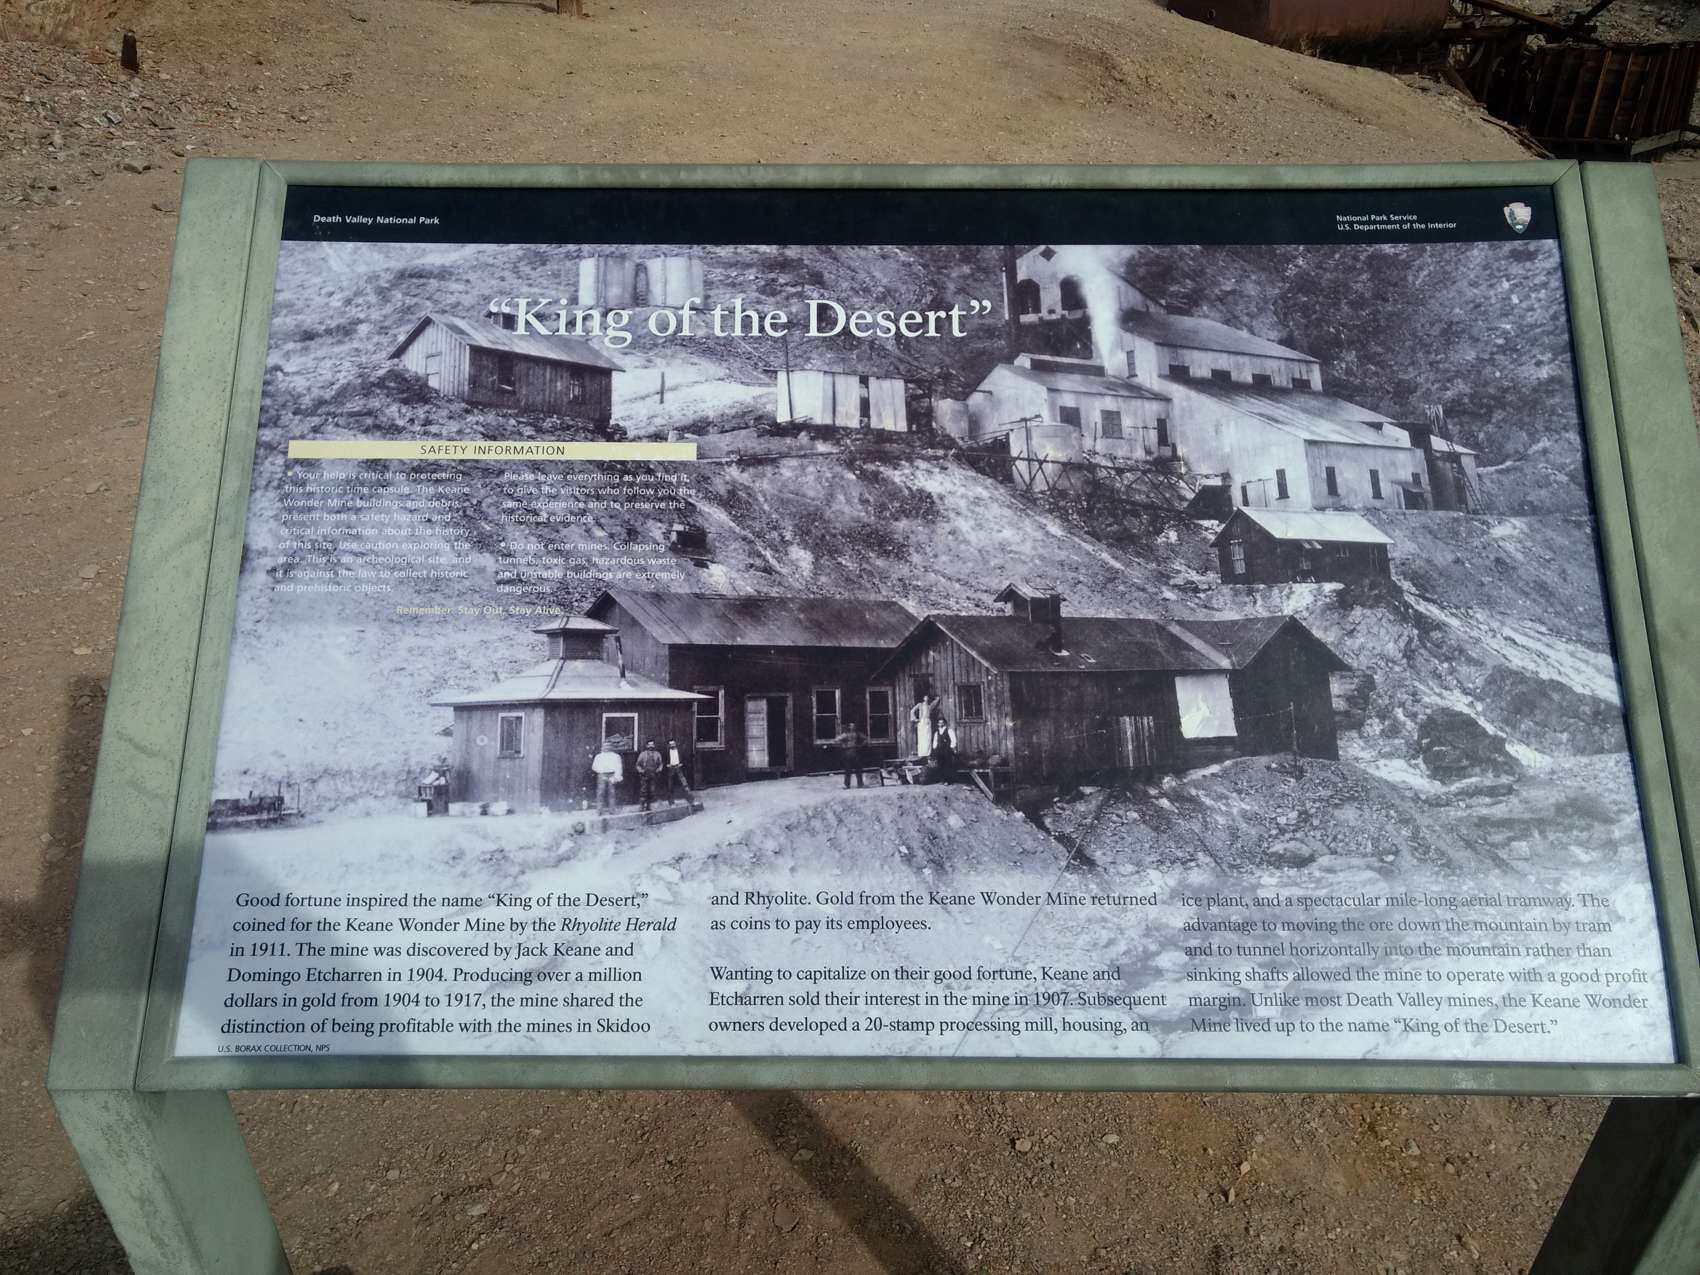 Death Valley National Park
National Park Service
U.S. Department of the Interior
“King of the Desert”
SAFETY INFORMATION
• Your help is critical to protecting
this historic time capsule. The Keane
Wonder Mine buildings and debris
present both a safety hazard and
critical information about the history
of this site. Use caution exploring the
area. This is an archeological site, and
it is against the law to collect historic
and prehistoric objects.
Please leave everything as you find it,
to give the visitors who follow you the
same experience and to preserve the
historical evidence.
• Do not enter mines. Collapsing
tunnels, toxic gas, hazardous waste
and unstable buildings are extremely
dangerous.
Remember: Stay Out, Stay Alive.
Good fortune inspired the name “King of the Desert,”
coined for the Keane Wonder Mine by the Rhyolite Herald
in 1911. The mine was discovered by Jack Keane and
Domingo Etcharren in 1904. Producing over a million
dollars in gold from 1904 to 1917, the mine shared the
distinction of being profitable with the mines in Skidoo
and Rhyolite. Gold from the Keane Wonder Mine returned
as coins to pay its employees.
Wanting to capitalize on their good fortune, Keane and
Etcharren sold their interest in the mine in 1907. Subsequent
owners developed a 20-stamp processing mill, housing, an
ice plant, and a spectacular mile-long aerial tramway. The
advantage to moving the ore down the mountain by tram
and to tunnel horizontally into the mountain rather than
sinking shafts allowed the mine to operate with a good profit
margin. Unlike most Death Valley mines, the Keane Wonder
Mine lived up to the name “King of the Desert.”
U.S. BORAX COLLECTION, NPS